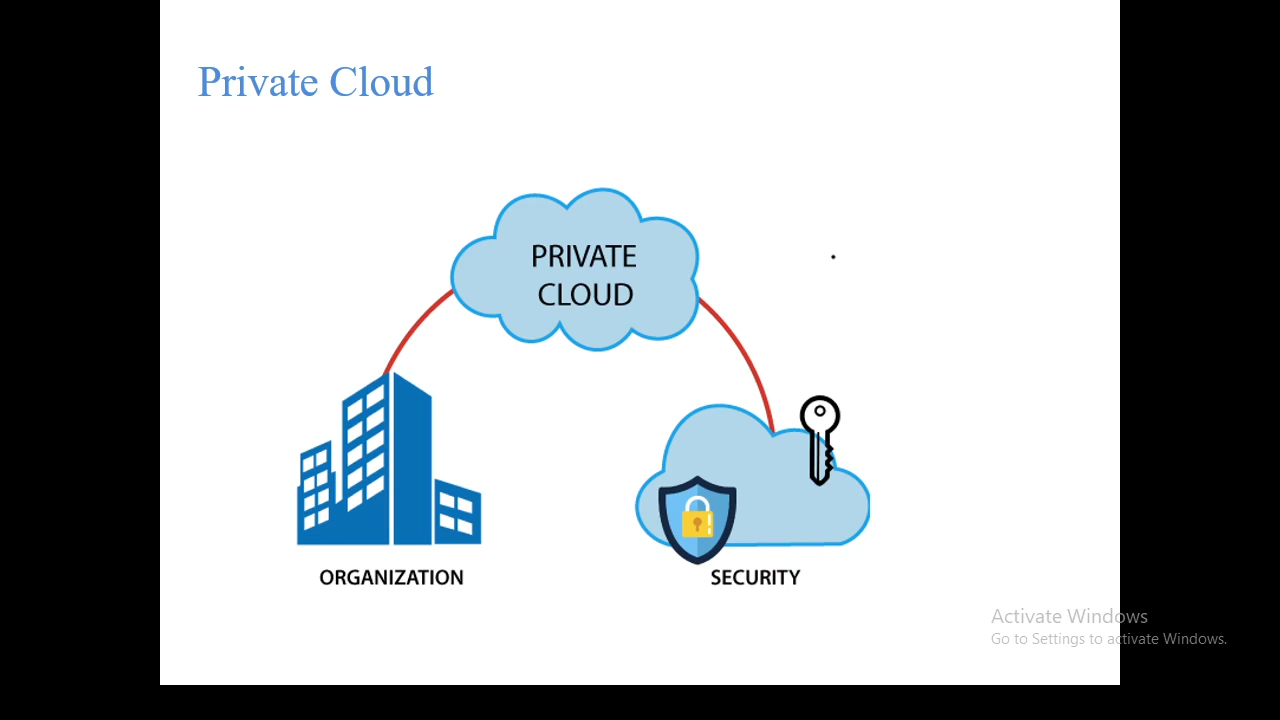 Private Cloud
PRIVATE
CLOUD
ORGANIZATION
SECURITY
Activate Windows
Go to Settings to activate Windows.